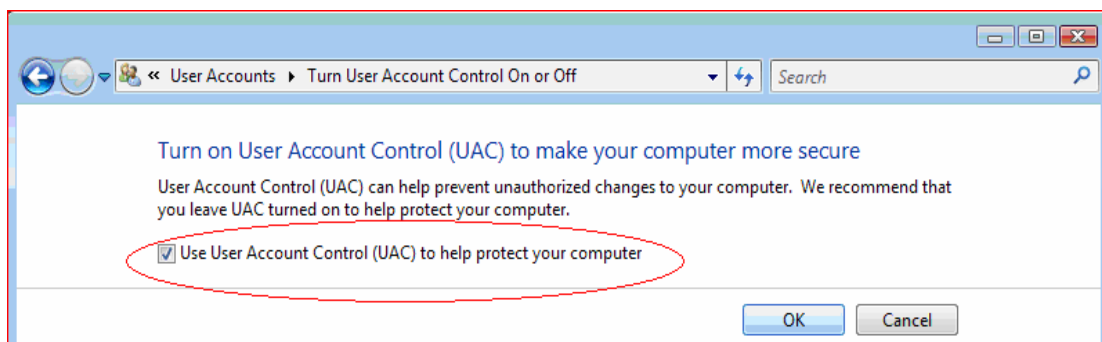 « User Accounts ▸ Turn User Account Control On or Off
Search
Turn on User Account Control (UAC) to make your computer more secure
User Account Control (UAC) can help prevent unauthorized changes to your computer. We recommend that
you leave UAC turned on to help protect your computer.
Use User Account Control (UAC) to help protect your computer
OK
Cancel